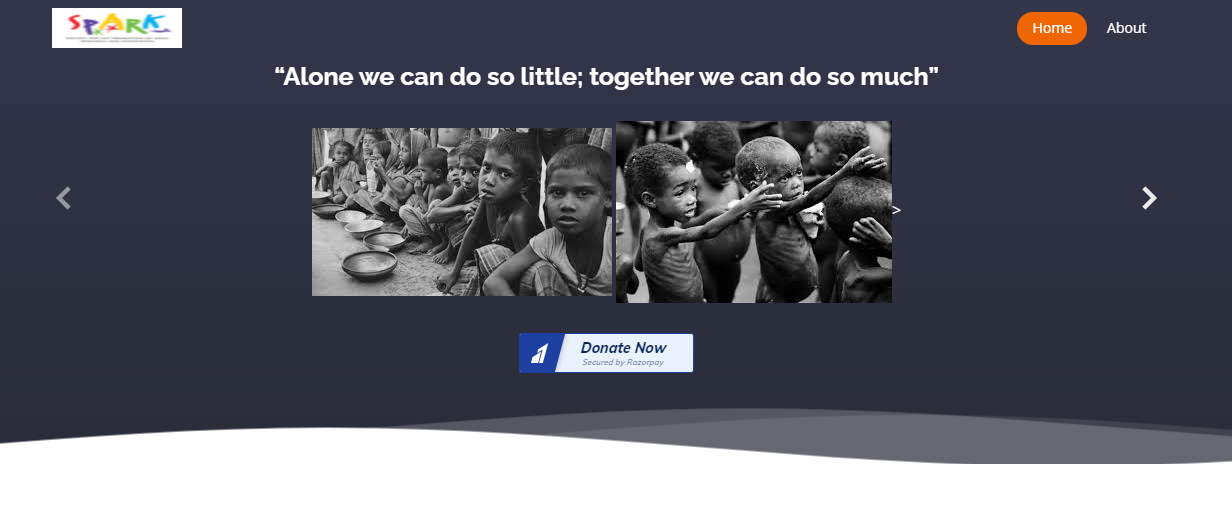 SPARK
Home
About
“Alone we can do so little; together we can do so much”
>
Donate Now
Secured by Razorpay